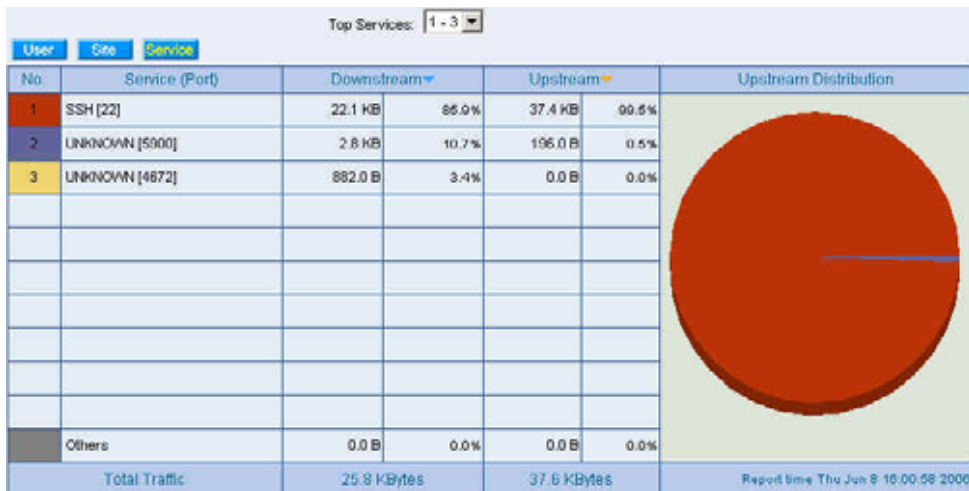 Top Services: 1 - 3
User Site Service
No. Service (Port) Downstream Upstream Upstream Distribution
1 SSH [22] 22.1 KB 85.9% 37.4 KB 99.5%
2 UNKNOWN [5900] 2.8 KB 10.7% 196.0 B 0.5%
3 UNKNOWN [4672] 882.0 B 3.4% 0.0 B 0.0%
Others 0.0 B 0.0% 0.0 B 0.0%
Total Traffic 25.8 KBytes 37.6 KBytes Report time Thu Jun 8 16:00:58 2006